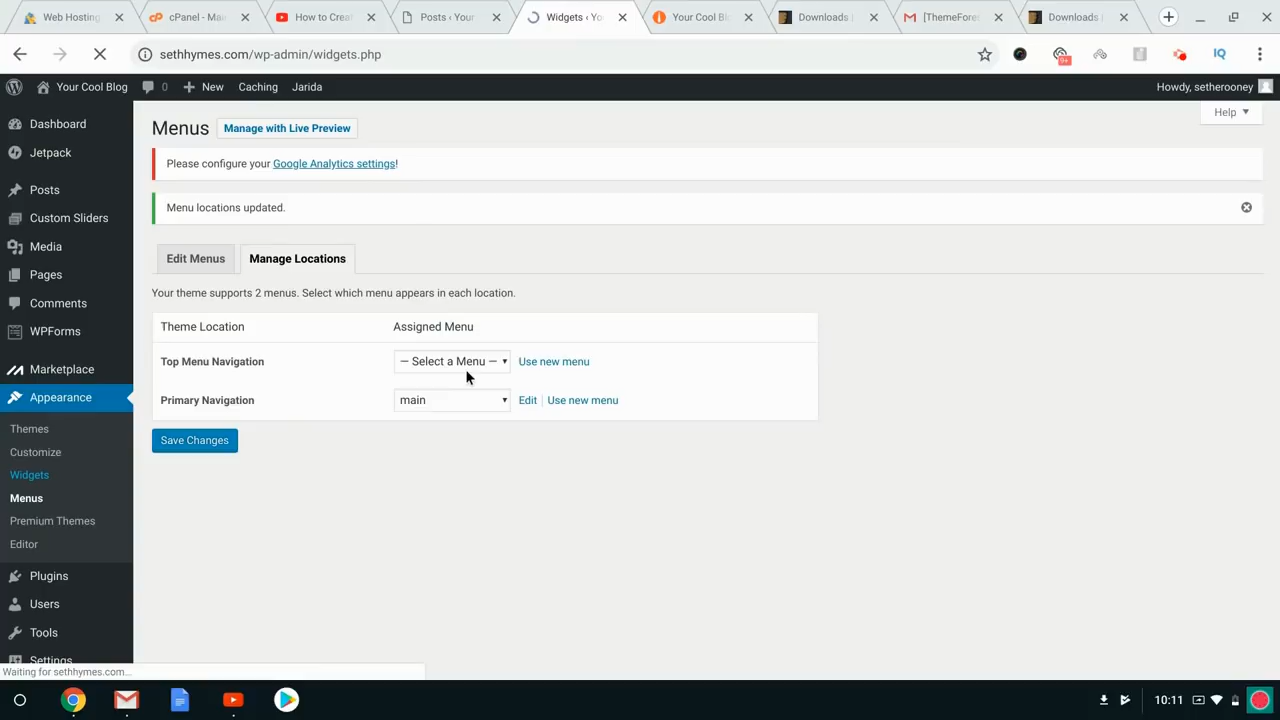 Web Hosting
cPanel - Ma
How to Crea
Posts ‹ Your
Widgets ‹ Yo
Your Cool Bl
Downloads
[ThemeFore
Downloads
sethhymes.com/wp-admin/widgets.php
9+
IQ
Your Cool Blog
0
New
Caching
Jarida
Howdy, setherooney
Help
Dashboard
Jetpack
Posts
Custom Sliders
Media
Pages
Comments
WPForms
Marketplace
Appearance
Themes
Customize
Widgets
Menus
Premium Themes
Editor
Plugins
Users
Tools
Settings
Menus
Manage with Live Preview
Please configure your Google Analytics settings!
Menu locations updated.
Edit Menus
Manage Locations
Your theme supports 2 menus. Select which menu appears in each location.
Theme Location
Assigned Menu
Top Menu Navigation
— Select a Menu —
Use new menu
Primary Navigation
main
Edit | Use new menu
Save Changes
Waiting for sethhymes.com...
10:11